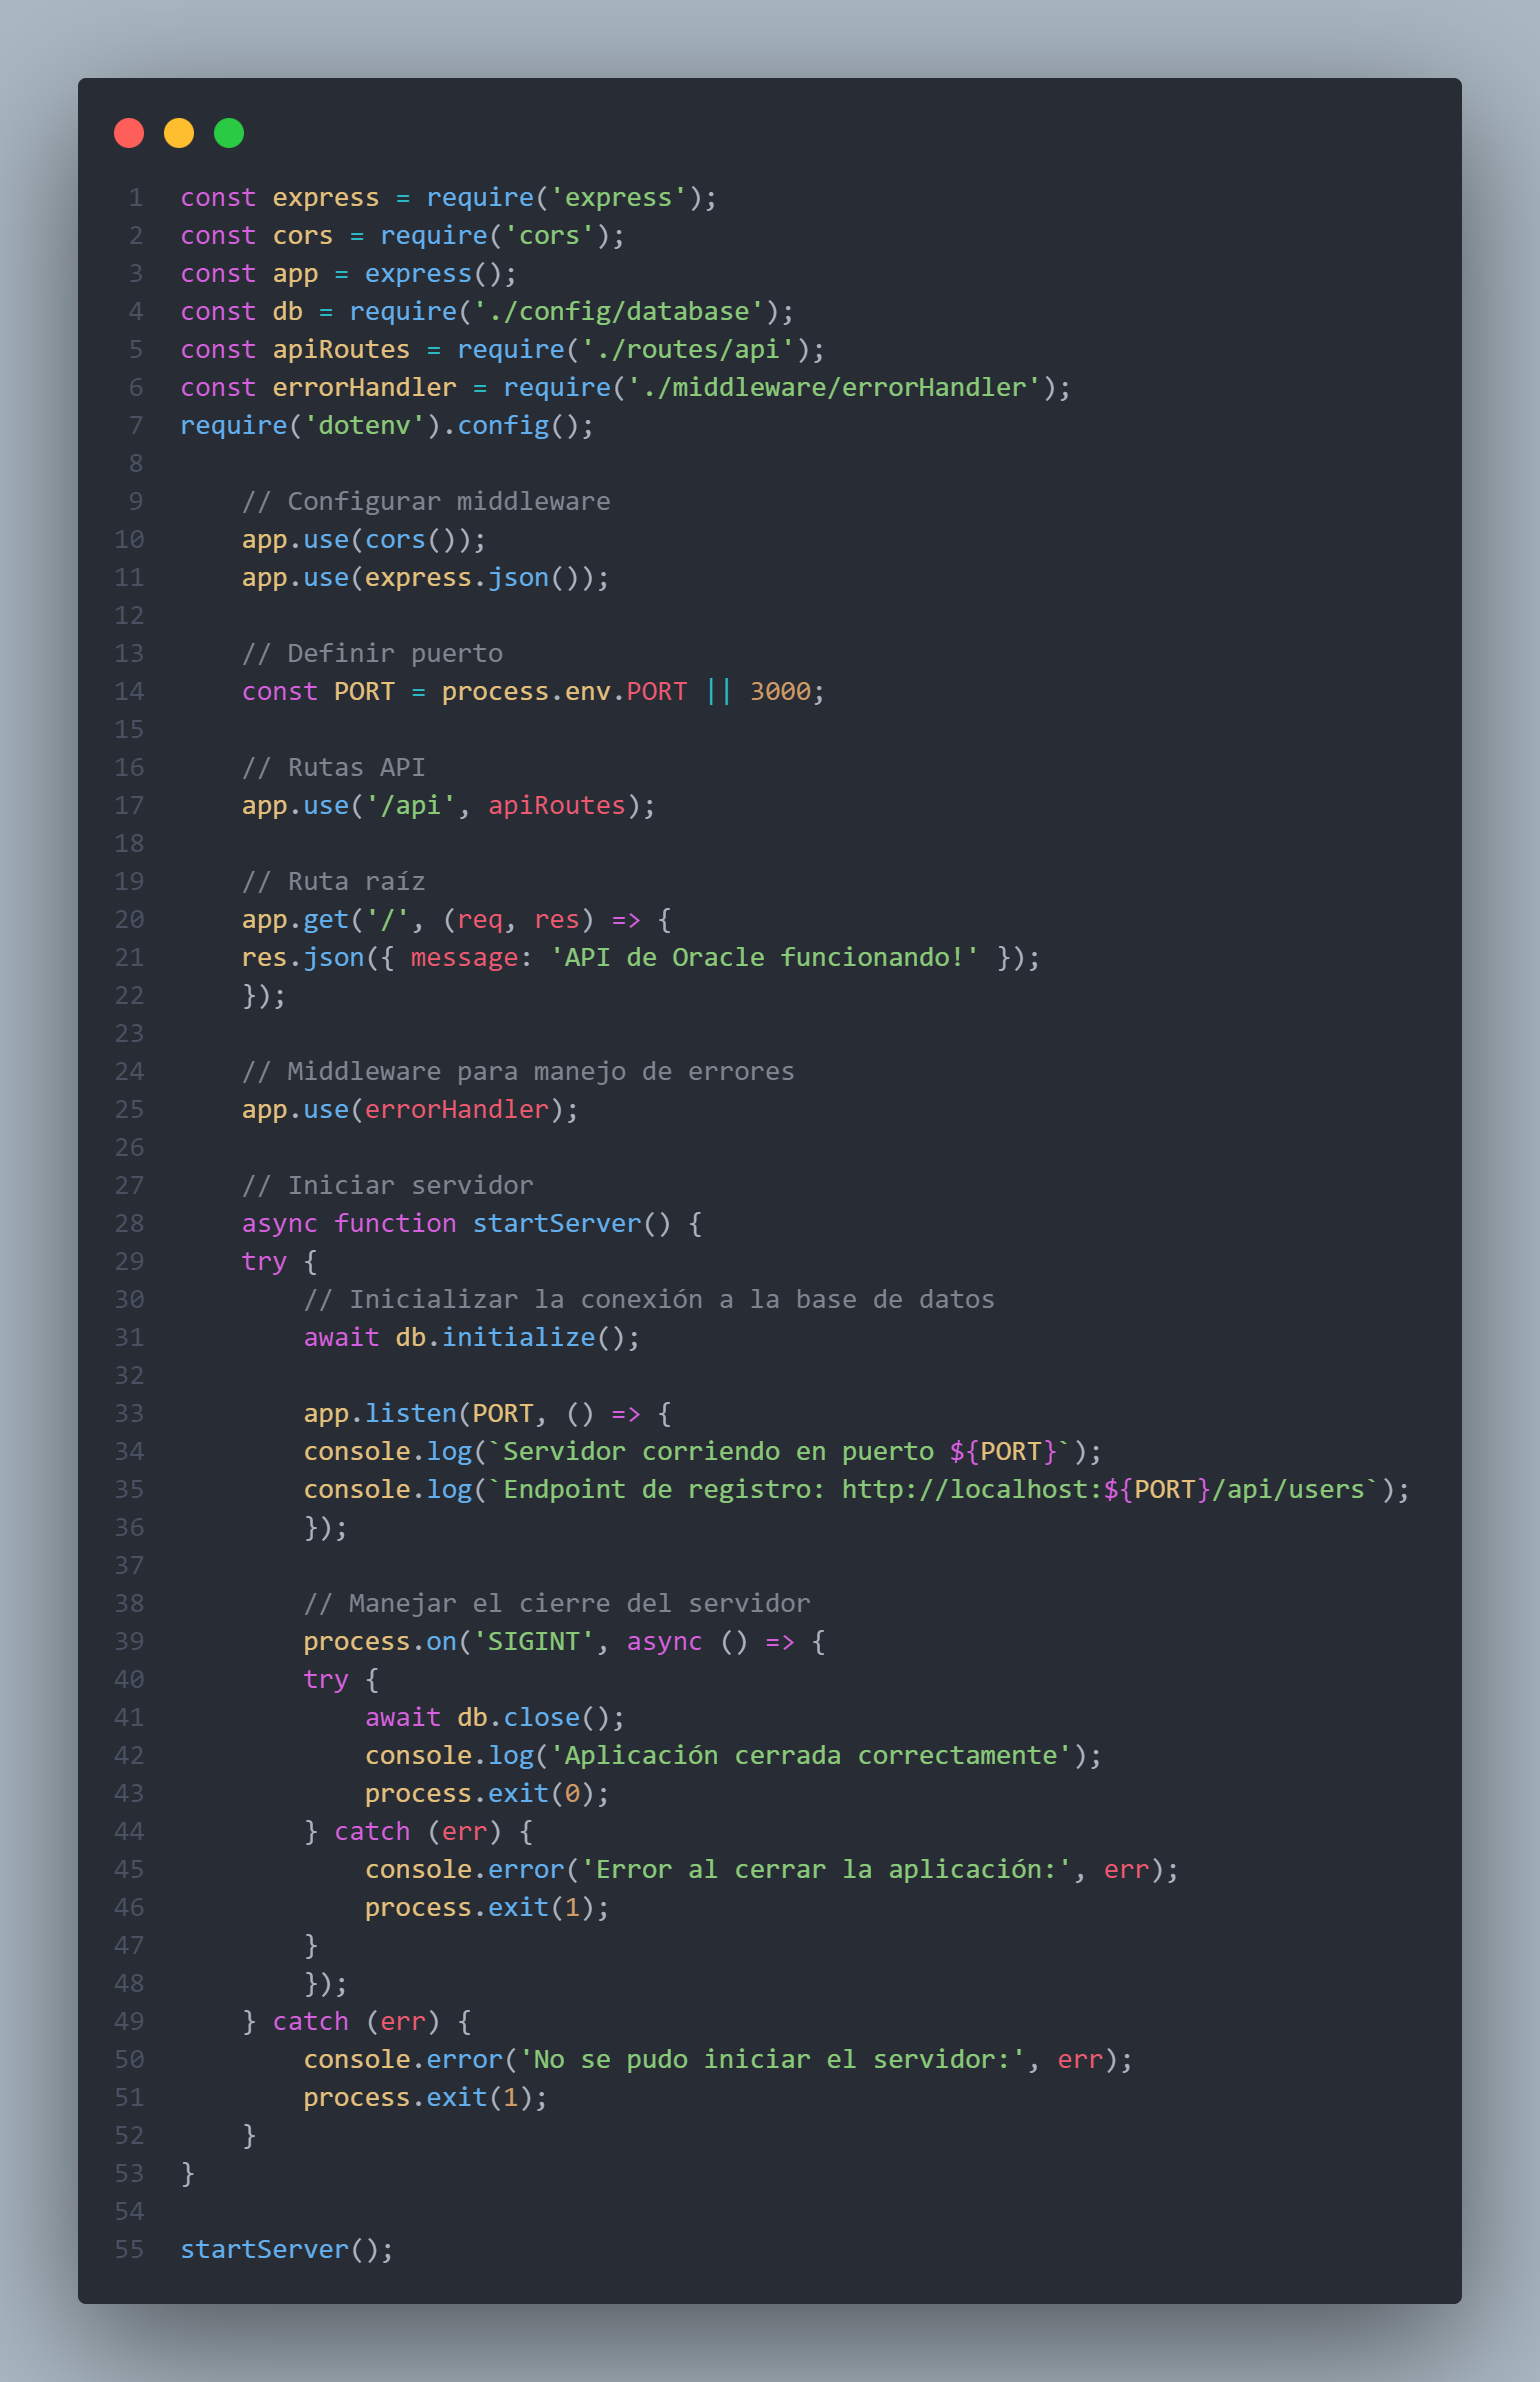 1 const express = require('express');
2 const cors = require('cors');
3 const app = express();
4 const db = require('./config/database');
5 const apiRoutes = require('./routes/api');
6 const errorHandler = require('./middleware/errorHandler');
7 require('dotenv').config();
8
9     // Configurar middleware
10     app.use(cors());
11     app.use(express.json());
12
13     // Definir puerto
14     const PORT = process.env.PORT || 3000;
15
16     // Rutas API
17     app.use('/api', apiRoutes);
18
19     // Ruta raíz
20     app.get('/', (req, res) => {
21     res.json({ message: 'API de Oracle funcionando!' });
22     });
23
24     // Middleware para manejo de errores
25     app.use(errorHandler);
26
27     // Iniciar servidor
28     async function startServer() {
29     try {
30         // Inicializar la conexión a la base de datos
31         await db.initialize();
32
33         app.listen(PORT, () => {
34         console.log(`Servidor corriendo en puerto ${PORT}`);
35         console.log(`Endpoint de registro: http://localhost:${PORT}/api/users`);
36         });
37
38         // Manejar el cierre del servidor
39         process.on('SIGINT', async () => {
40         try {
41             await db.close();
42             console.log('Aplicación cerrada correctamente');
43             process.exit(0);
44         } catch (err) {
45             console.error('Error al cerrar la aplicación:', err);
46             process.exit(1);
47         }
48         });
49     } catch (err) {
50         console.error('No se pudo iniciar el servidor:', err);
51         process.exit(1);
52     }
53 }
54
55 startServer();